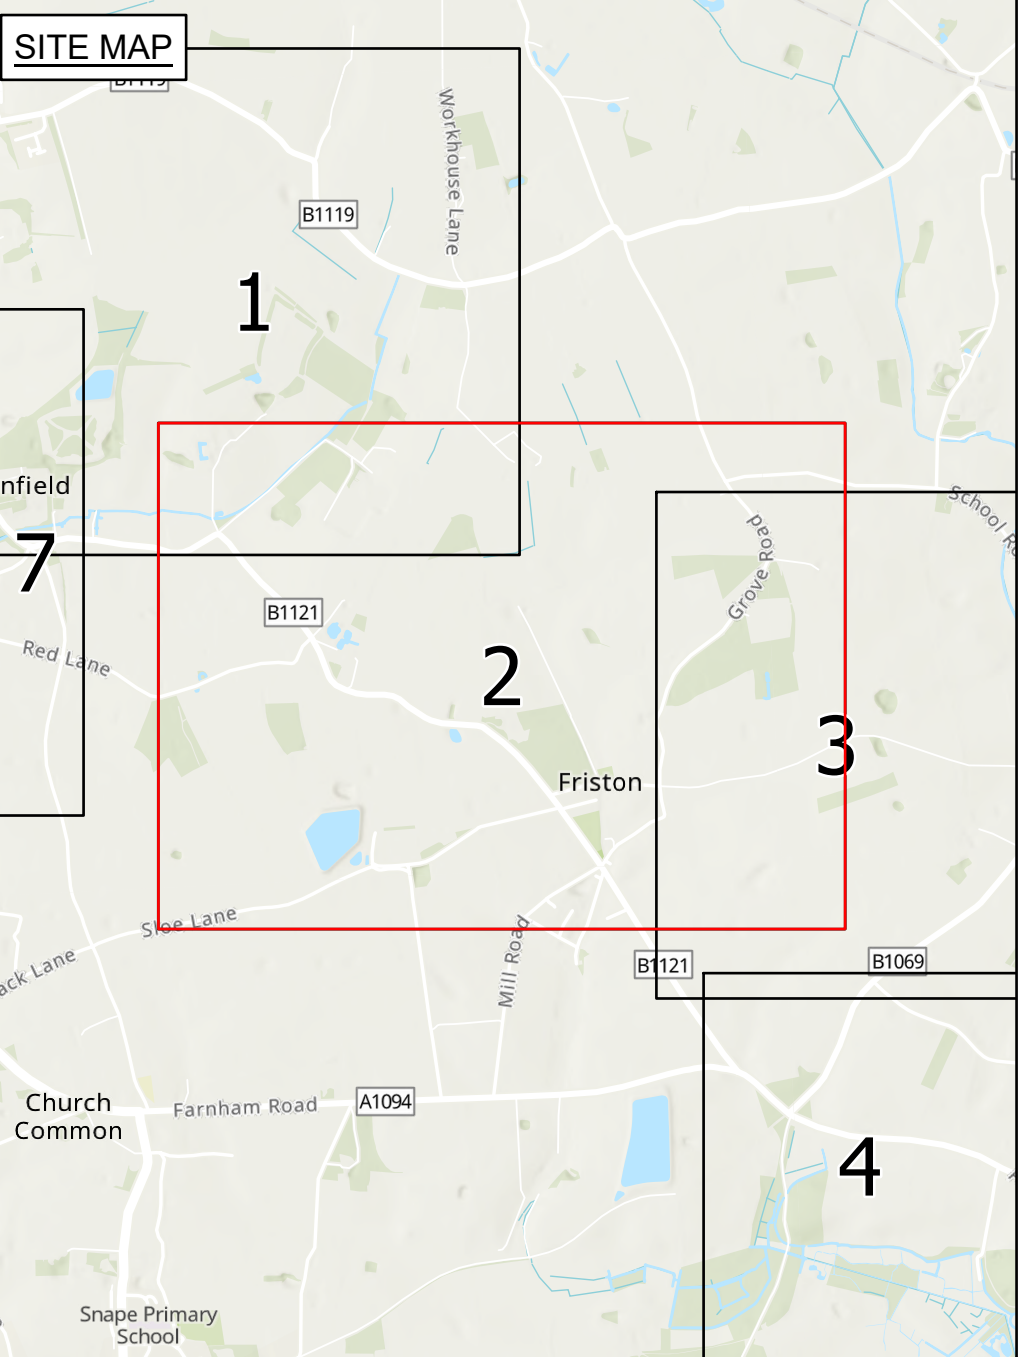 SITE MAP
B1119
Workhouse Lane
B1119
1
nfield
School R
7
Grove Road
B1121
Red Lane
2
3
Friston
Sloe Lane
ack Lane
Mill Road
B1121
B1069
Church
Common
Farnham Road
A1094
4
Snape Primary
School